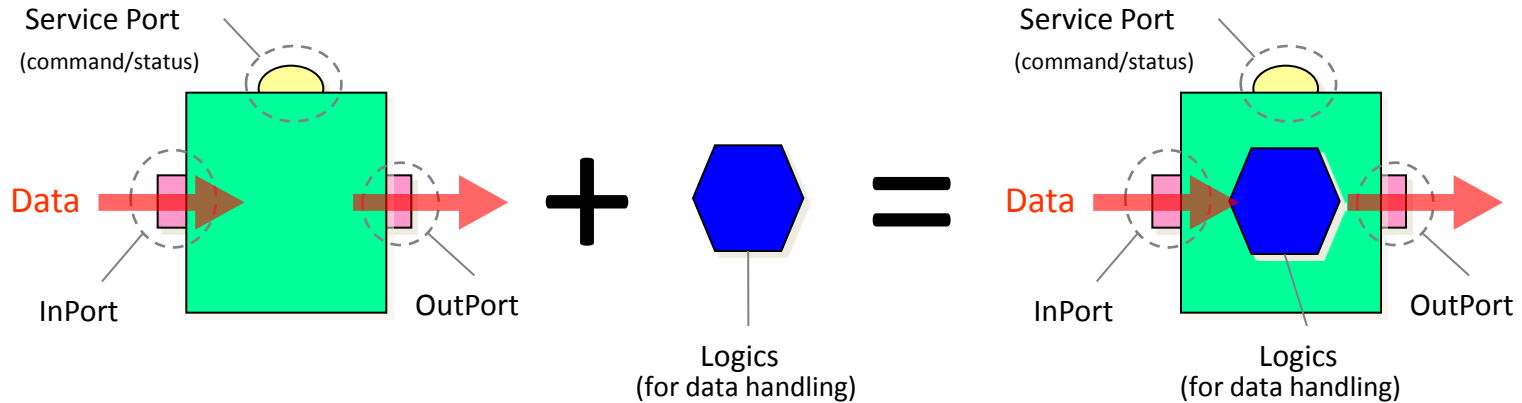 Service Port
(command/status)
Data
InPort
OutPort
+
Logics
(for data handling)
=
Service Port
(command/status)
Data
InPort
OutPort
Logics
(for data handling)